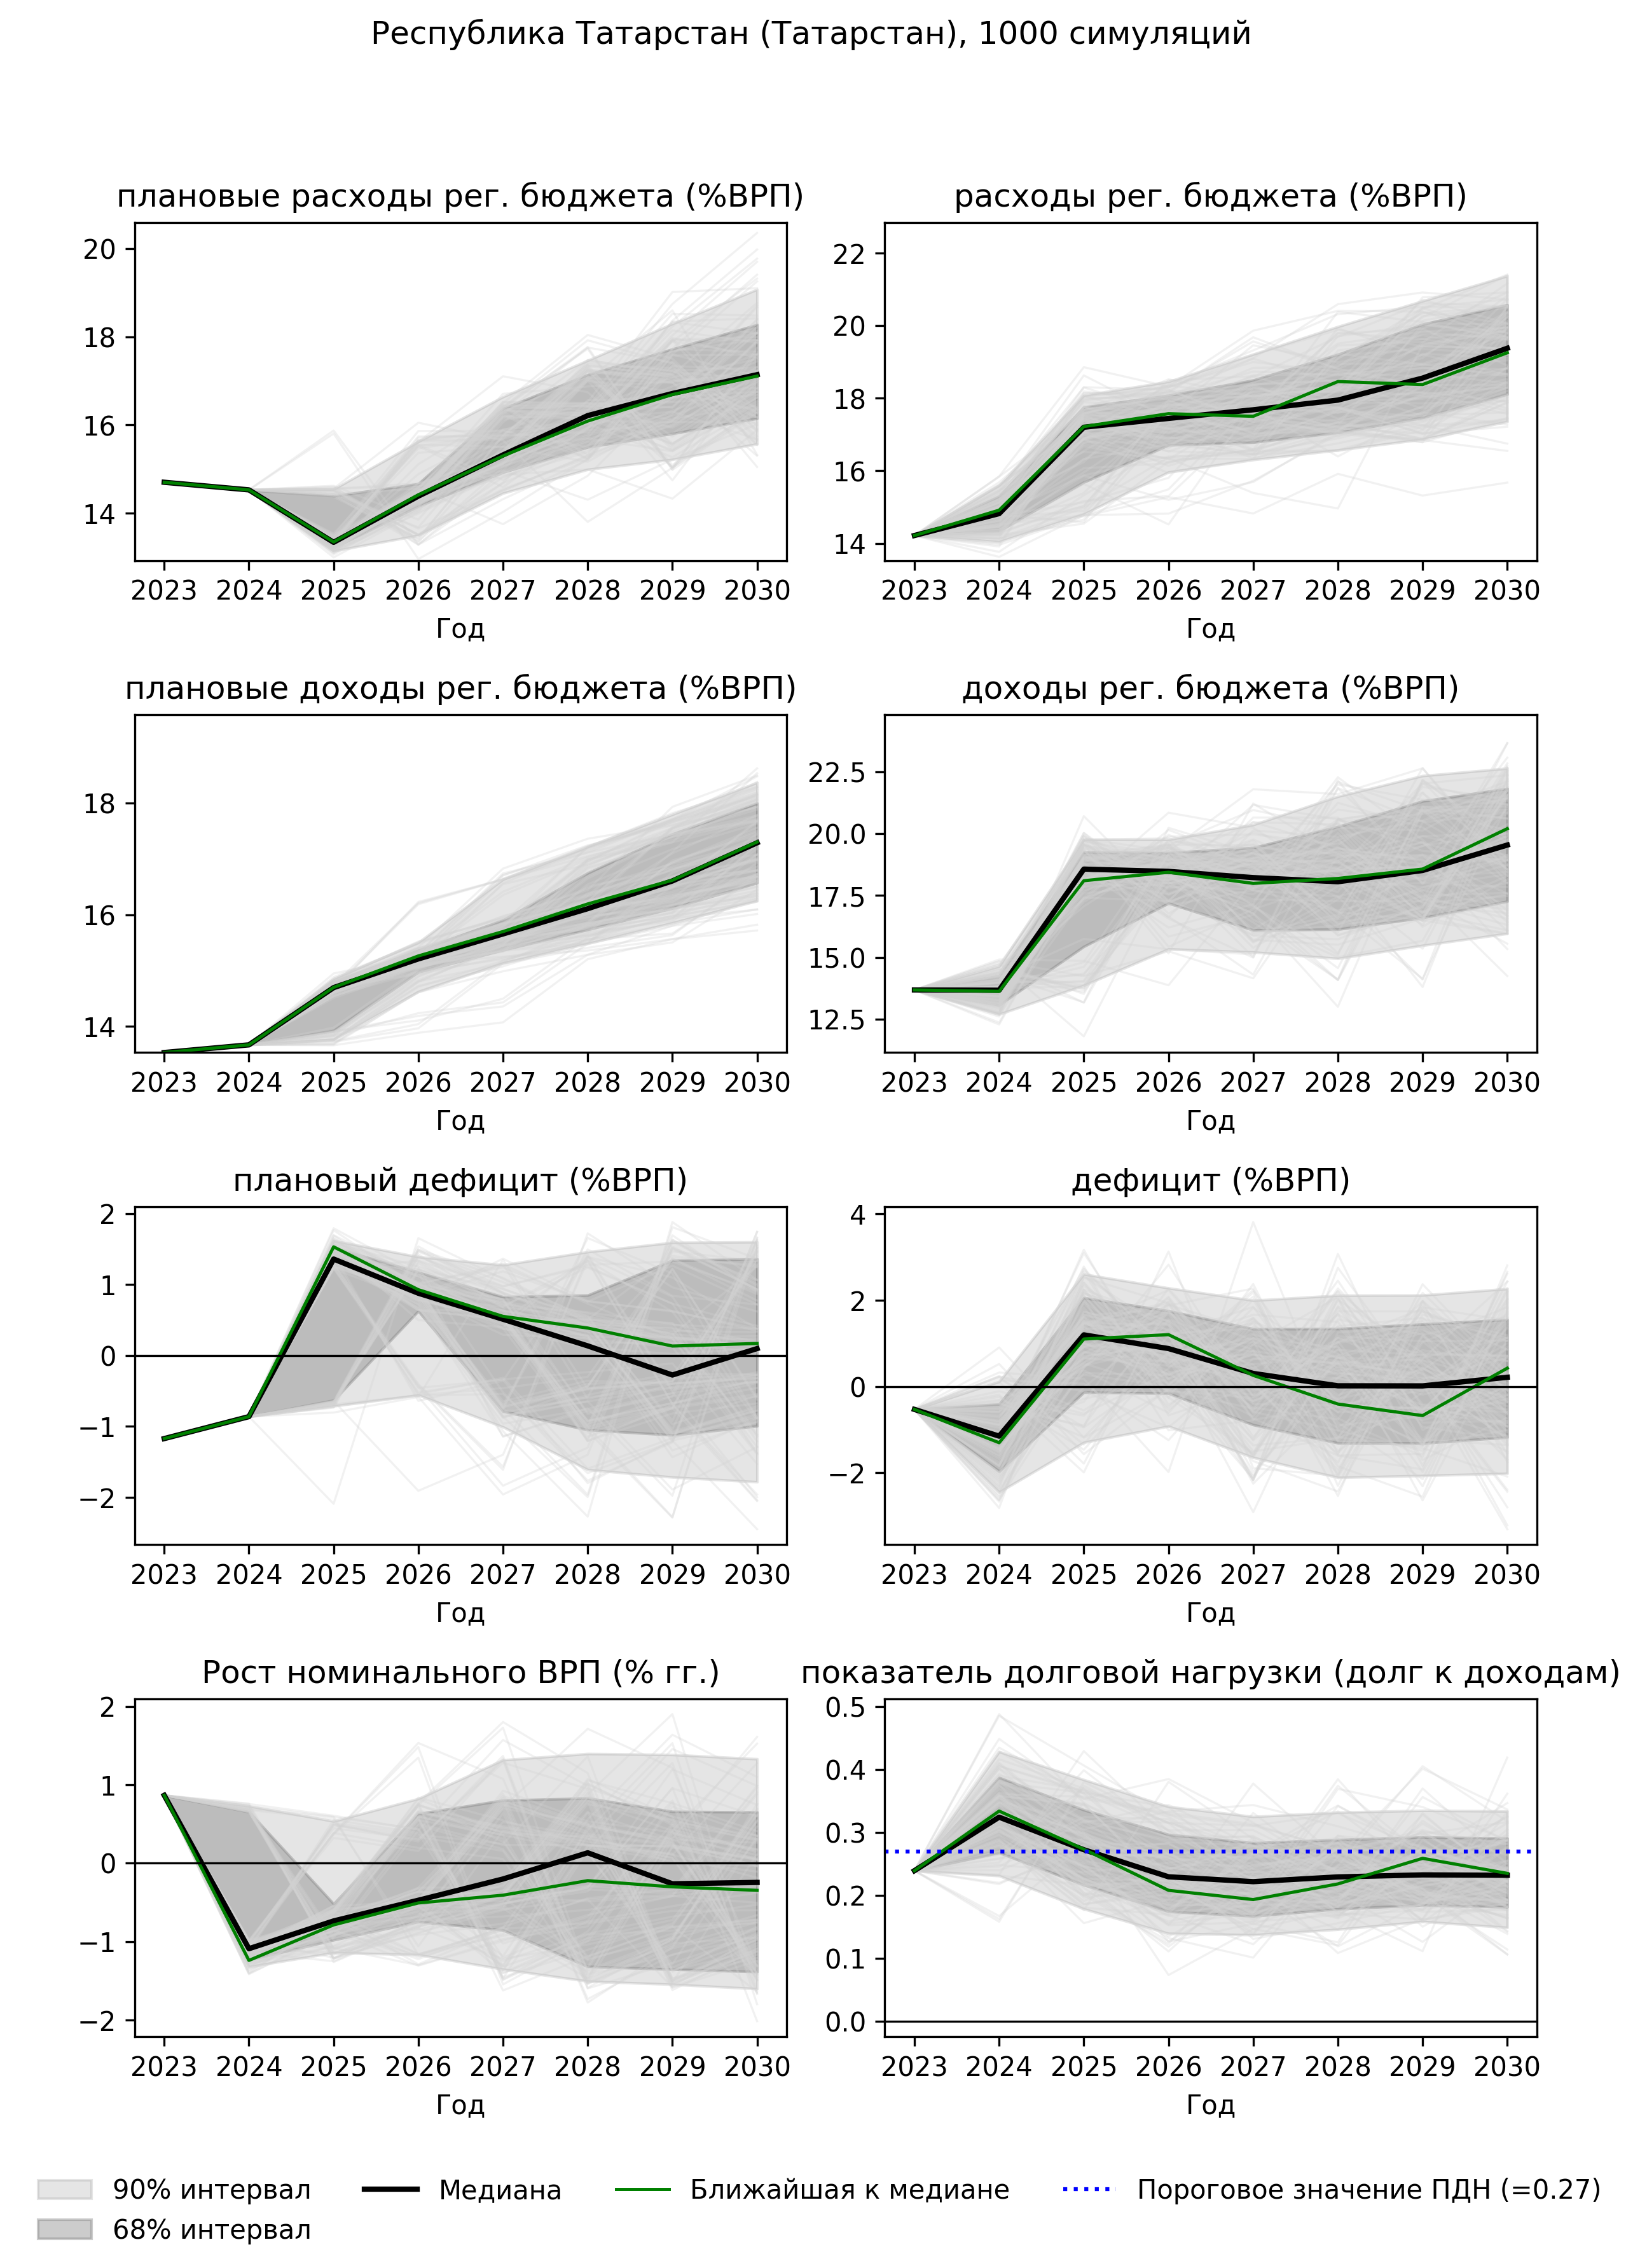 Республика Татарстан (Татарстан), 1000 симуляций
плановые расходы рег. бюджета (%ВРП)
20
18
16
14
2023 2024 2025 2026 2027 2028 2029 2030
Год
расходы рег. бюджета (%ВРП)
22
20
18
16
14
2023 2024 2025 2026 2027 2028 2029 2030
Год
плановые доходы рег. бюджета (%ВРП)
18
16
14
2023 2024 2025 2026 2027 2028 2029 2030
Год
доходы рег. бюджета (%ВРП)
22.5
20.0
17.5
15.0
12.5
2023 2024 2025 2026 2027 2028 2029 2030
Год
плановый дефицит (%ВРП)
2
1
0
−1
−2
2023 2024 2025 2026 2027 2028 2029 2030
Год
дефицит (%ВРП)
4
2
0
−2
2023 2024 2025 2026 2027 2028 2029 2030
Год
Рост номинального ВРП (% гг.)
2
1
0
−1
−2
2023 2024 2025 2026 2027 2028 2029 2030
Год
показатель долговой нагрузки (долг к доходам)
0.5
0.4
0.3
0.2
0.1
0.0
2023 2024 2025 2026 2027 2028 2029 2030
Год
90% интервал
68% интервал
Медиана
Ближайшая к медиане
Пороговое значение ПДН (=0.27)